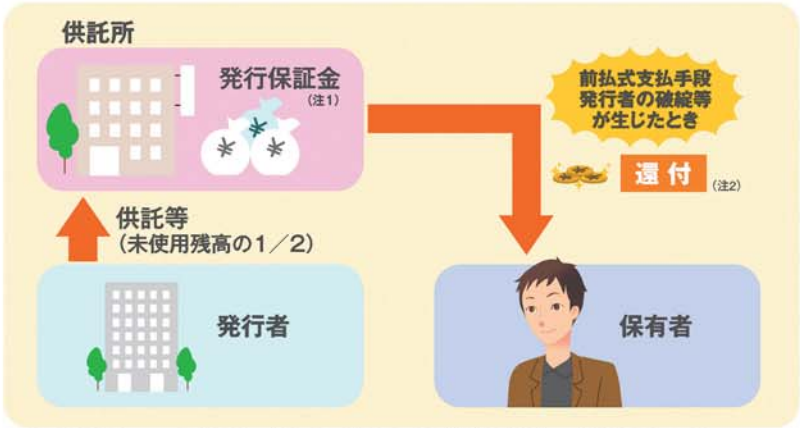 供託所
発行保証金
(注1)
前払式支払手段
発行者の破綻等
が生じたとき
還付
(注2)
供託等
(未使用残高の1／2)
発行者
保有者